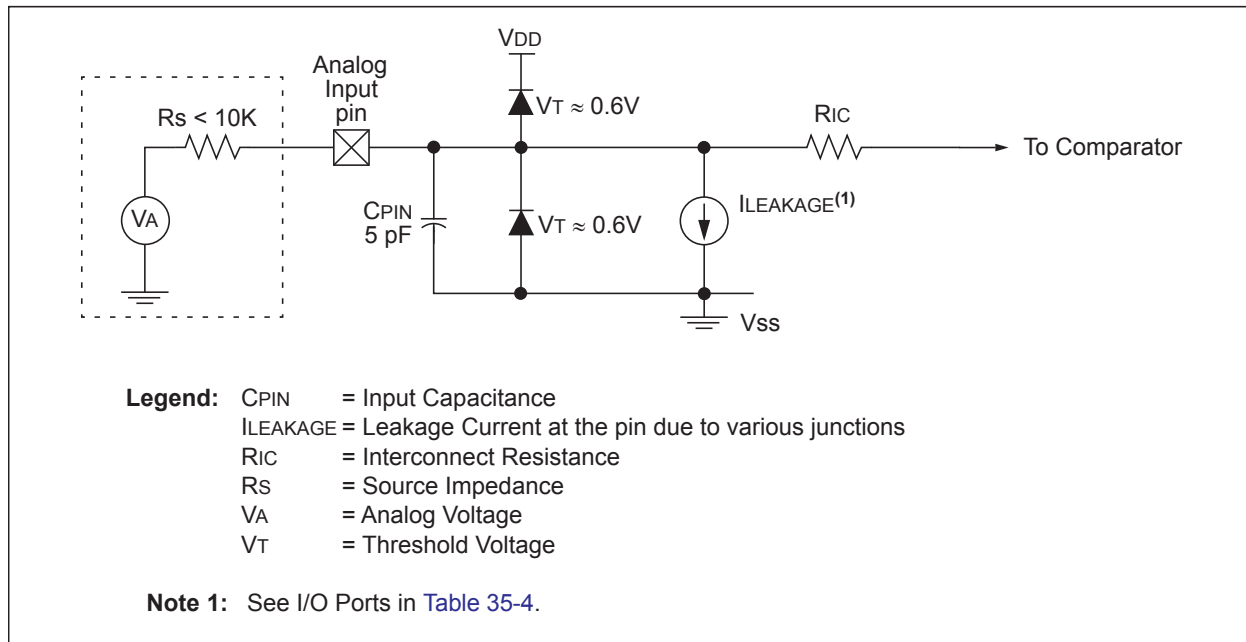 VDD
Analog
Input
pin
Rs < 10K
VT ≈ 0.6V
RIC
To Comparator
VA
CPIN
5 pF
VT ≈ 0.6V
ILEAKAGE(1)
Vss
Legend: CPIN = Input Capacitance
ILEAKAGE = Leakage Current at the pin due to various junctions
RIC = Interconnect Resistance
RS = Source Impedance
VA = Analog Voltage
VT = Threshold Voltage
Note 1: See I/O Ports in Table 35-4.